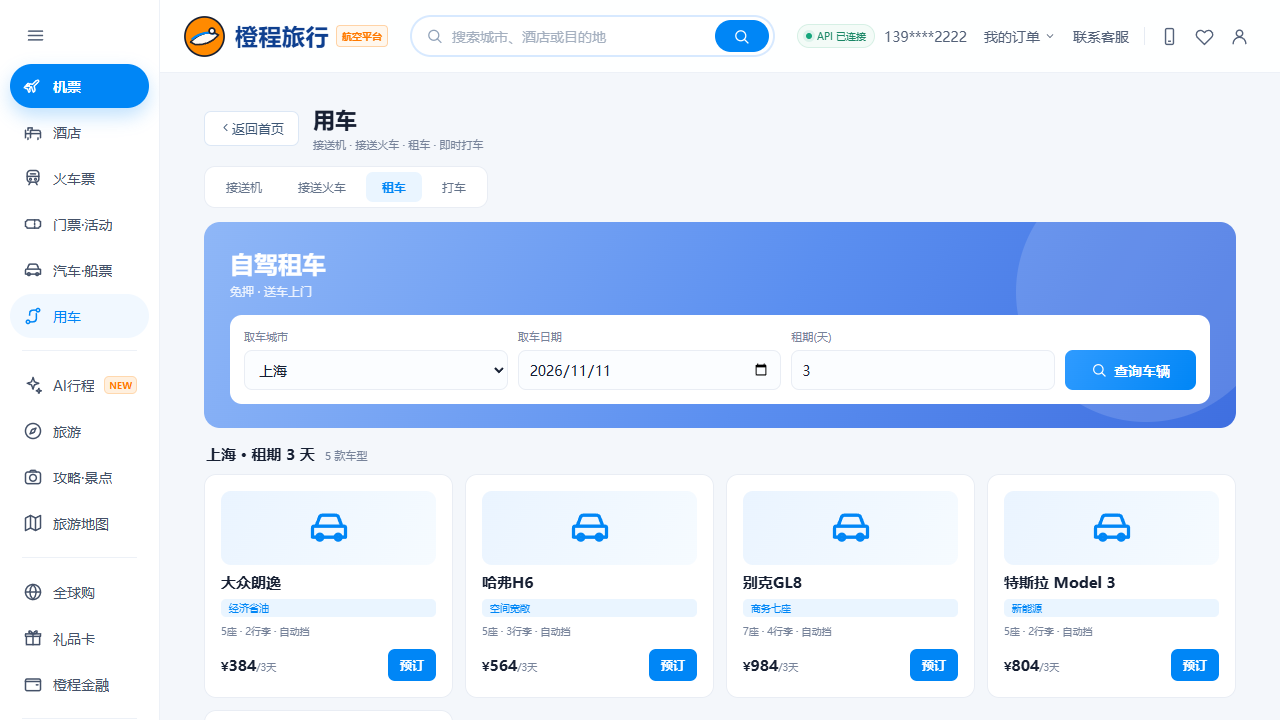 橙程旅行 航空平台
搜索城市、酒店或目的地
API 已连接
139****2222
我的订单
联系客服
机票
酒店
火车票
门票·活动
汽车·船票
用车
AI行程 NEW
旅游
攻略·景点
旅游地图
全球购
礼品卡
橙程金融
返回首页
用车
接送机 · 接送火车 · 租车 · 即时打车
接送机 接送火车 租车 打车
自驾租车
免押 · 送车上门
取车城市 取车日期 租期(天)
上海 2026/11/11 3 查询车辆
上海 • 租期 3 天 5 款车型
大众朗逸
经济省油
5座 · 2行李 · 自动挡
¥384/3天 预订
哈弗H6
空间宽敞
5座 · 3行李 · 自动挡
¥564/3天 预订
别克GL8
商务七座
7座 · 4行李 · 自动挡
¥984/3天 预订
特斯拉 Model 3
新能源
5座 · 2行李 · 自动挡
¥804/3天 预订